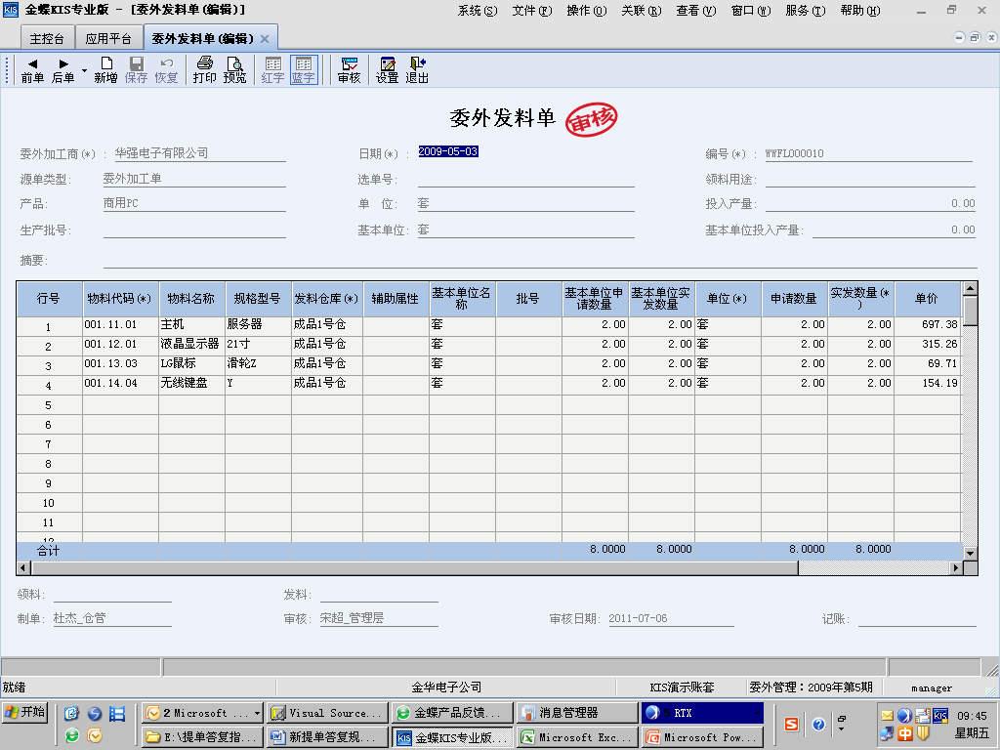 金蝶KIS专业版 - [委外发料单(编辑)] 系统(S) 文件(F) 操作(O) 关联(R) 查看(V) 窗口(W) 服务(T) 帮助(H)
主控台 应用平台 委外发料单(编辑)
前单 后单 新增 保存 恢复 打印 预览 红字 蓝字 审核 设置 退出
委外发料单 审核
委外加工商(*) : 华强电子有限公司 日期(*) : 2009-05-03 编号(*) : WWFL000010
源单类型: 委外加工单 选单号: 领料用途:
产品: 商用PC 单 位: 套 投入产量: 0.00
生产批号: 基本单位: 套 基本单位投入产量: 0.00
摘要:
行号 物料代码(*) 物料名称 规格型号 发料仓库(*) 辅助属性 基本单位名称 批号 基本单位申请数量 基本单位实发数量 单位(*) 申请数量 实发数量(*) 单价
1 001.11.01 主机 服务器 成品1号仓 套 2.00 2.00 套 2.00 2.00 697.38
2 001.12.01 液晶显示器 21寸 成品1号仓 套 2.00 2.00 套 2.00 2.00 315.26
3 001.13.03 LG鼠标 滑轮Z 成品1号仓 套 2.00 2.00 套 2.00 2.00 69.71
4 001.14.04 无线键盘 Y 成品1号仓 套 2.00 2.00 套 2.00 2.00 154.19
5
6
7
8
9
10
11
12
合计 8.0000 8.0000 8.0000 8.0000
领料: 发料:
制单: 杜杰_仓管 审核: 宋超_管理层 审核日期: 2011-07-06 记账:
就绪 金华电子公司 KIS演示账套 委外管理：2009年第5期 manager
开始 2 Microsoft ... Visual Source... 金蝶产品反馈... 消息管理器 RTX 09:45
E:\提单答复指... 新提单答复规... 金蝶KIS专业版... Microsoft Exc... Microsoft Pow... 星期五